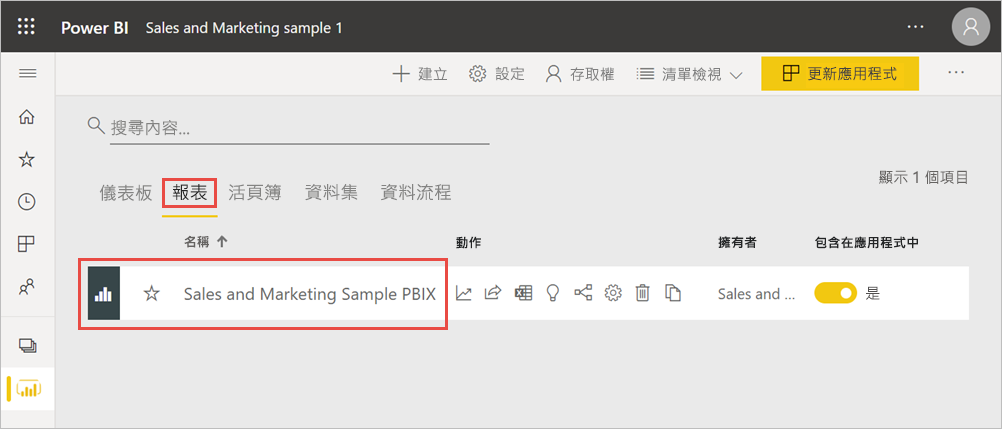 Power BI Sales and Marketing sample 1 ...
建立 設定 存取權 清單檢視 更新應用程式 ...
搜尋內容...
顯示 1 個項目
儀表板 報表 活頁簿 資料集 資料流程
名稱 動作 擁有者 包含在應用程式中
Sales and Marketing Sample PBIX Sales and ... 是